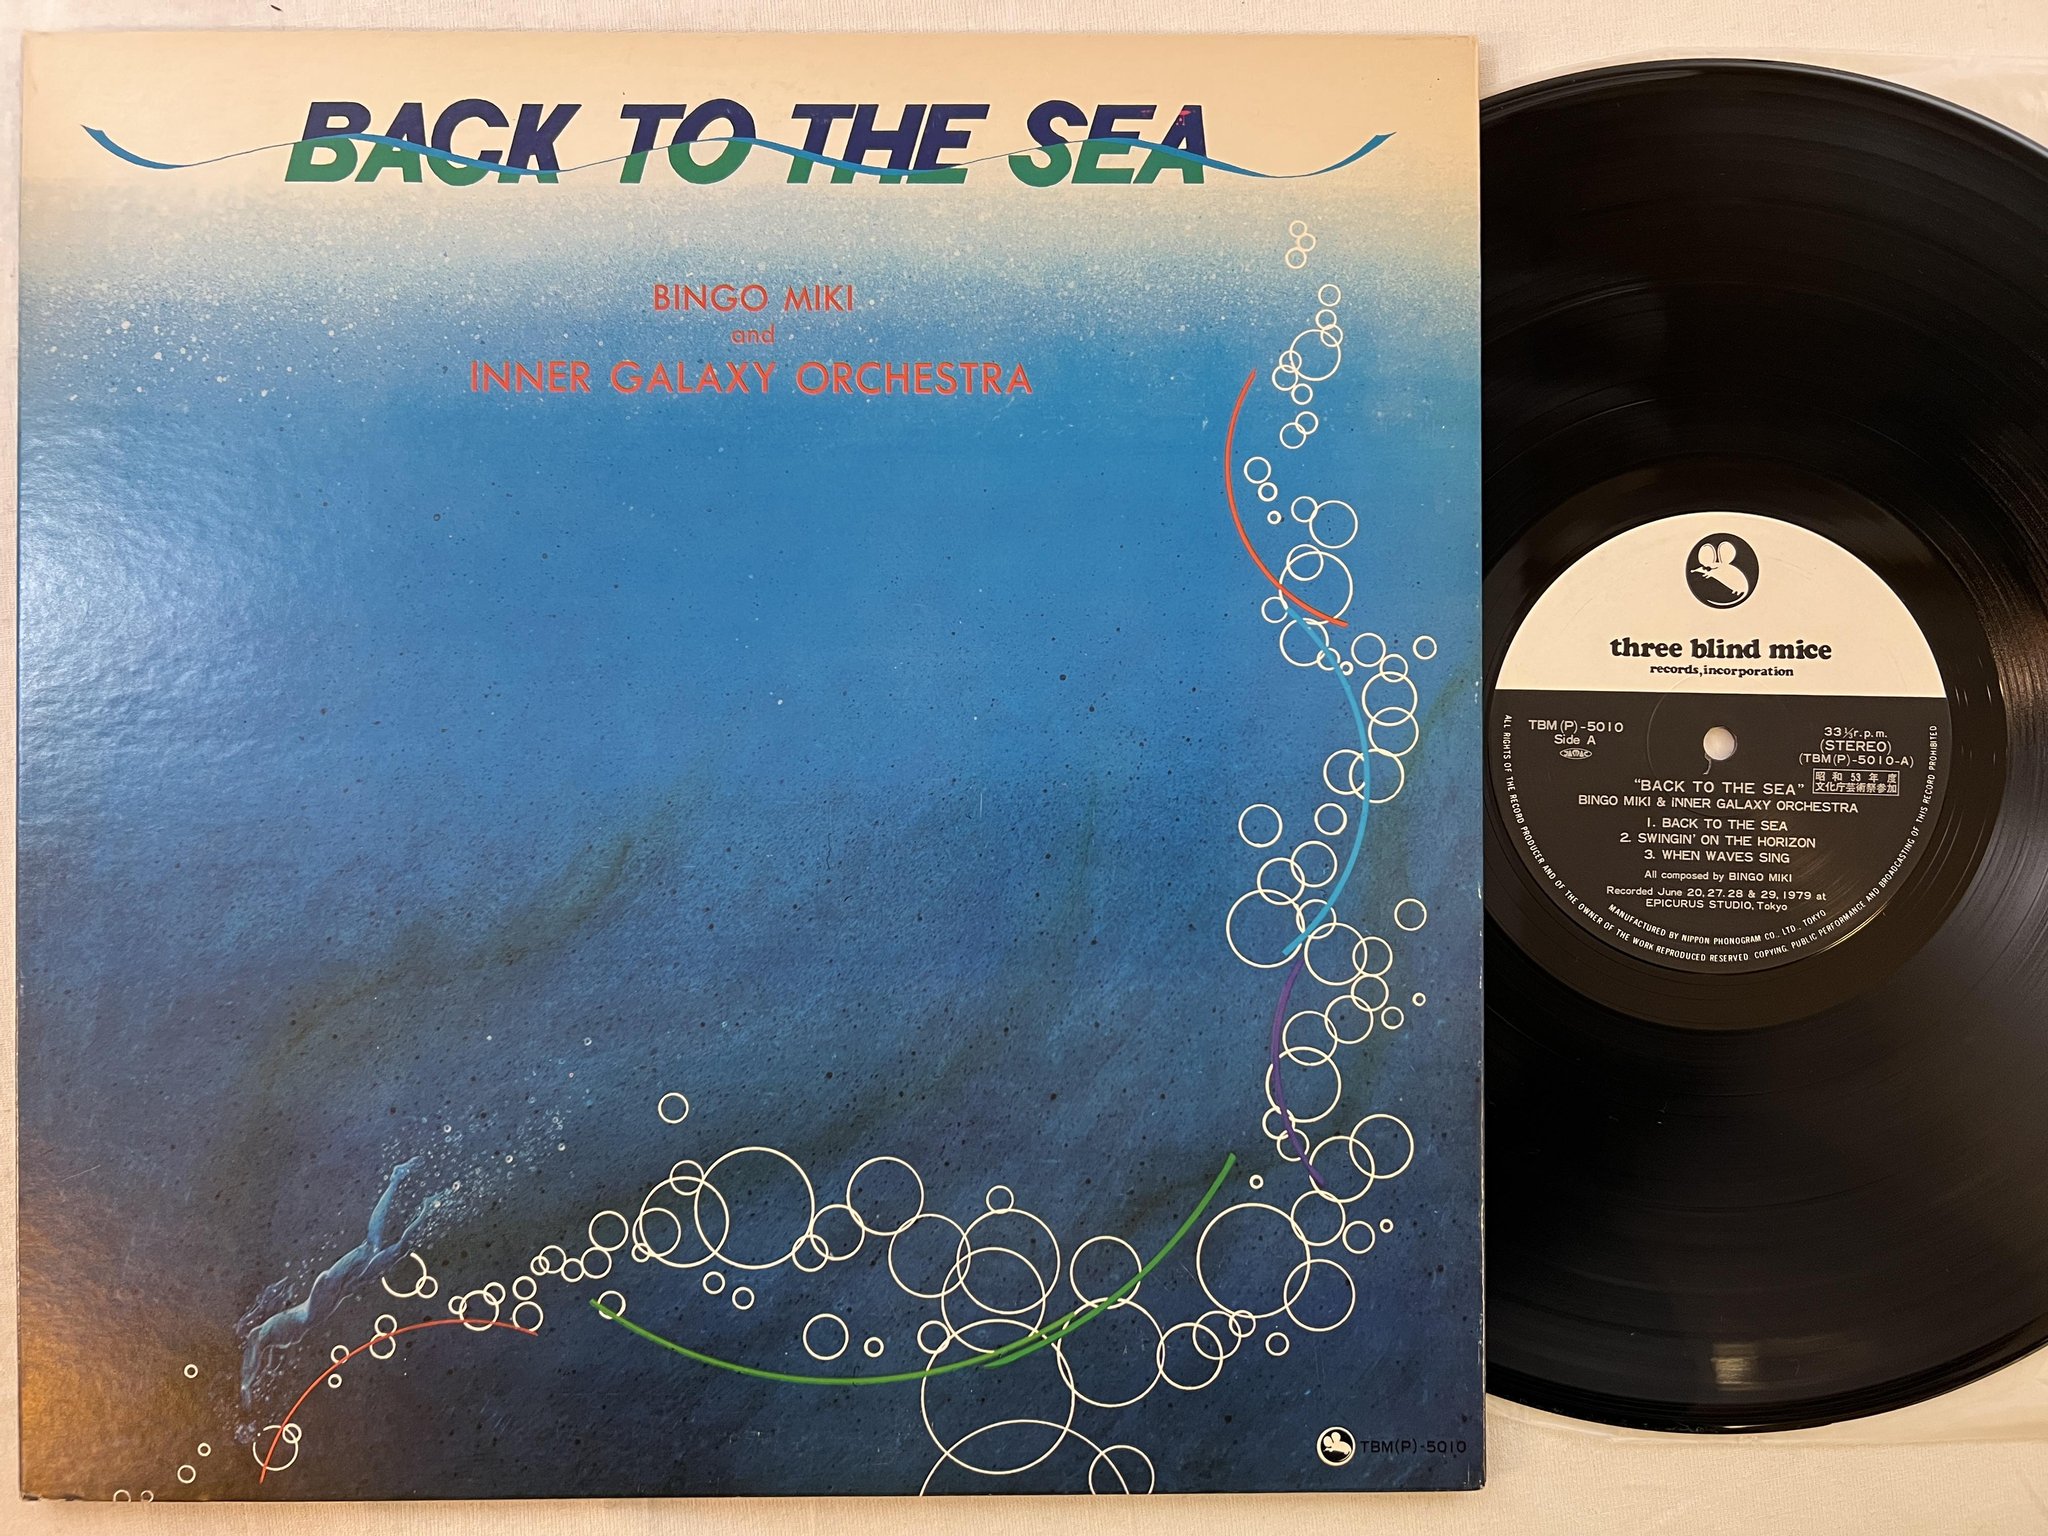 BACK TO THE SEA
BINGO MIKI
and
INNER GALAXY ORCHESTRA
TBM(P)-5010
three blind mice
records, incorporation
TBM(P)-5010
Side A
33⅓r.p.m.
(STEREO)
(TBM(P)-5010-A)
昭和53年度
文化庁芸術祭参加
"BACK TO THE SEA"
BINGO MIKI & INNER GALAXY ORCHESTRA
1. BACK TO THE SEA
2. SWINGIN' ON THE HORIZON
3. WHEN WAVES SING
All composed by BINGO MIKI
Recorded June 20, 27. 28 & 29, 1979 at
EPICURUS STUDIO, Tokyo
MANUFACTURED BY NIPPON PHONOGRAM CO., LTD., TOKYO
ALL RIGHTS OF THE RECORD PRODUCER AND OF THE OWNER OF THE WORK REPRODUCED RESERVED COPYING, PUBLIC PERFORMANCE AND BROADCASTING OF THIS RECORD PROHIBITED